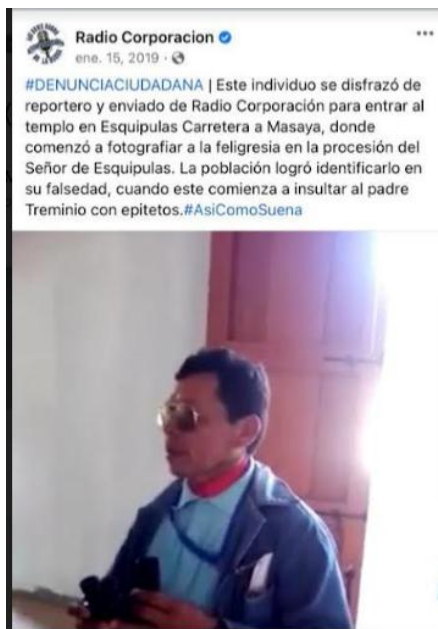 Radio Corporacion
ene. 15, 2019 ·
#DENUNCIACIUDADANA | Este individuo se disfrazó de
reportero y enviado de Radio Corporación para entrar al
templo en Esquipulas Carretera a Masaya, donde
comenzó a fotografiar a la feligresia en la procesión del
Señor de Esquipulas. La población logró identificarlo en
su falsedad, cuando este comienza a insultar al padre
Treminio con epitetos.#AsiComoSuena